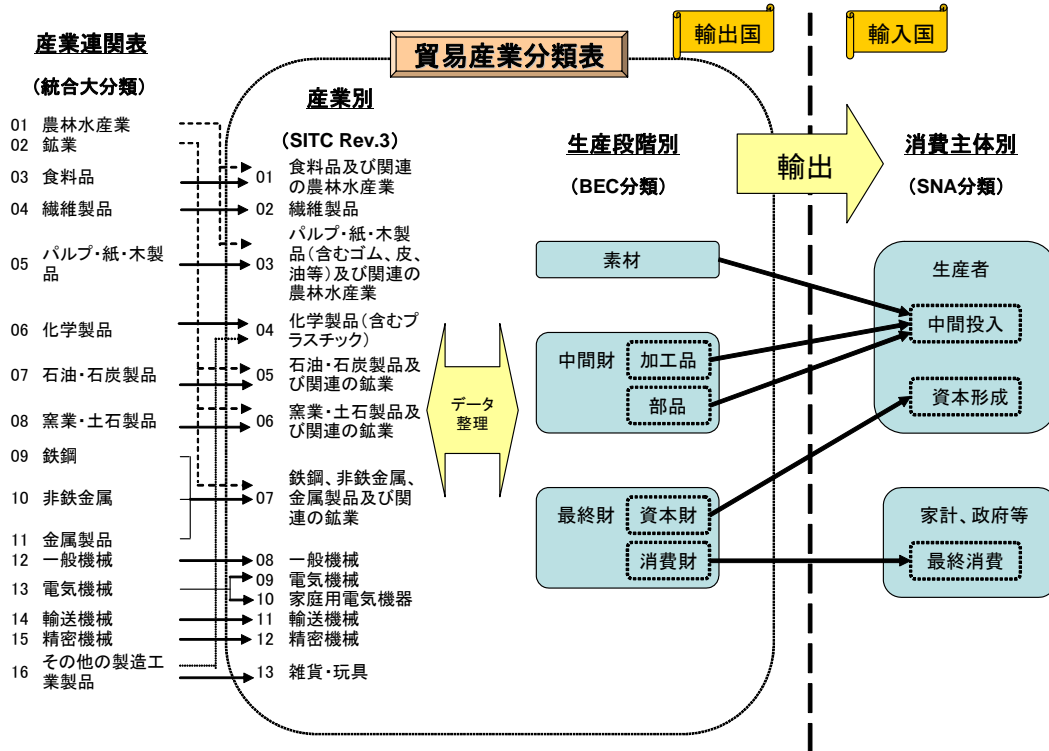 輸出国
輸入国
貿易産業分類表
産業連関表
(統合大分類)
01 農林水産業
02 鉱業
03 食料品
04 繊維製品
05 パルプ・紙・木製
品
06 化学製品
07 石油・石炭製品
08 窯業・土石製品
09 鉄鋼
10 非鉄金属
11 金属製品
12 一般機械
13 電気機械
14 輸送機械
15 精密機械
16 その他の製造工
業製品
産業別
(SITC Rev.3)
01 食料品及び関連
の農林水産業
02 繊維製品
03 パルプ・紙・木製
品(含むゴム、皮、
油等)及び関連の
農林水産業
04 化学製品(含むプ
ラスチック)
05 石油・石炭製品及
び関連の鉱業
06 窯業・土石製品及
び関連の鉱業
07 鉄鋼、非鉄金属、
金属製品及び関
連の鉱業
08 一般機械
09 電気機械
10 家庭用電気機器
11 輸送機械
12 精密機械
13 雑貨・玩具
データ
整理
生産段階別
(BEC分類)
素材
中間財
加工品
部品
最終財
資本財
消費財
輸出
消費主体別
(SNA分類)
生産者
中間投入
資本形成
家計、政府等
最終消費